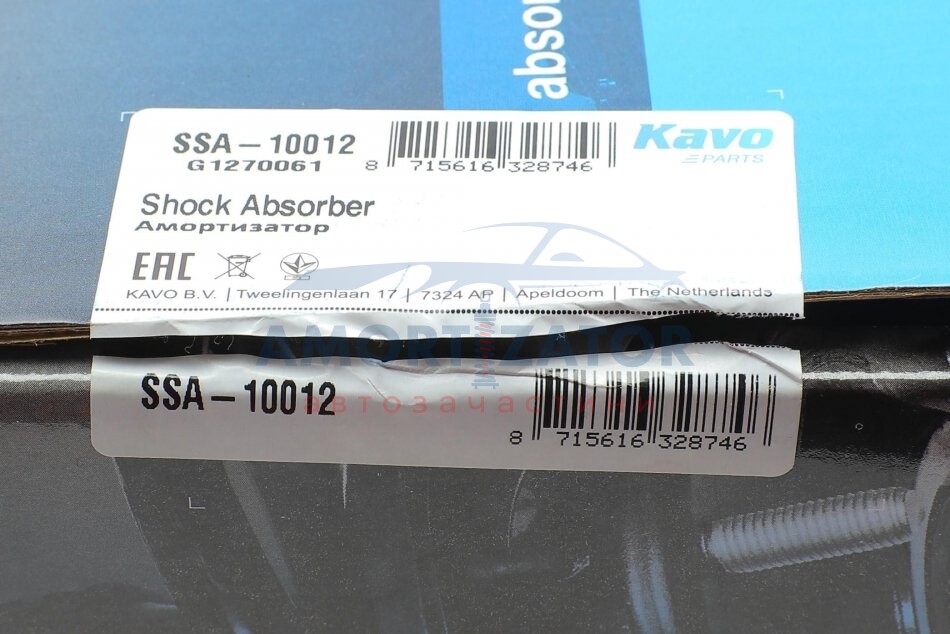 absor
SSA-10012
G1270061
8 715616 328746
Kavo
PARTS
Shock Absorber
Амортизатор
EAC
KAVO B.V. | Tweelingenlaan 17 | 7324 AP | Apeldoorn | The Netherlands
AMORTIZATOR
автозачастини
SSA-10012
8 715616 328746